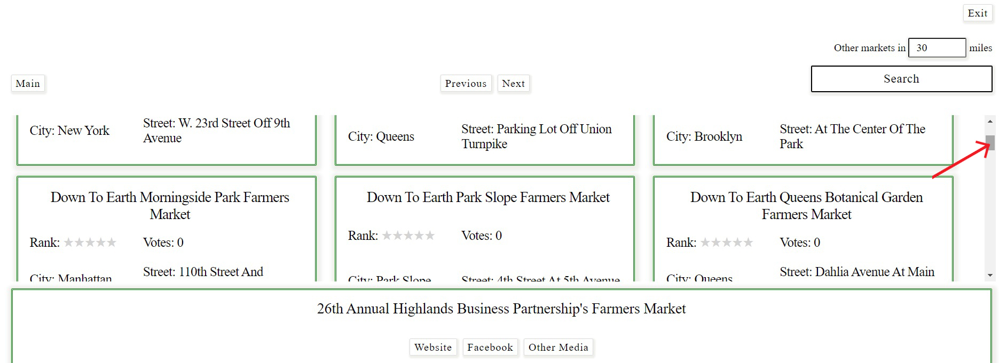 Exit
Other markets in 30 miles
Search
Main
Previous Next
City: New York
Street: W. 23rd Street Off 9th
Avenue
City: Queens
Street: Parking Lot Off Union
Turnpike
City: Brooklyn
Street: At The Center Of The
Park
Down To Earth Morningside Park Farmers
Market
Rank: ★★★★★ Votes: 0
City: Manhattan
Street: 110th Street And
Down To Earth Park Slope Farmers Market
Rank: ★★★★★ Votes: 0
City: Park Slope
Street: 4th Street At 5th Avenue
Down To Earth Queens Botanical Garden
Farmers Market
Rank: ★★★★★ Votes: 0
City: Queens
Street: Dahlia Avenue At Main
26th Annual Highlands Business Partnership's Farmers Market
Website Facebook Other Media